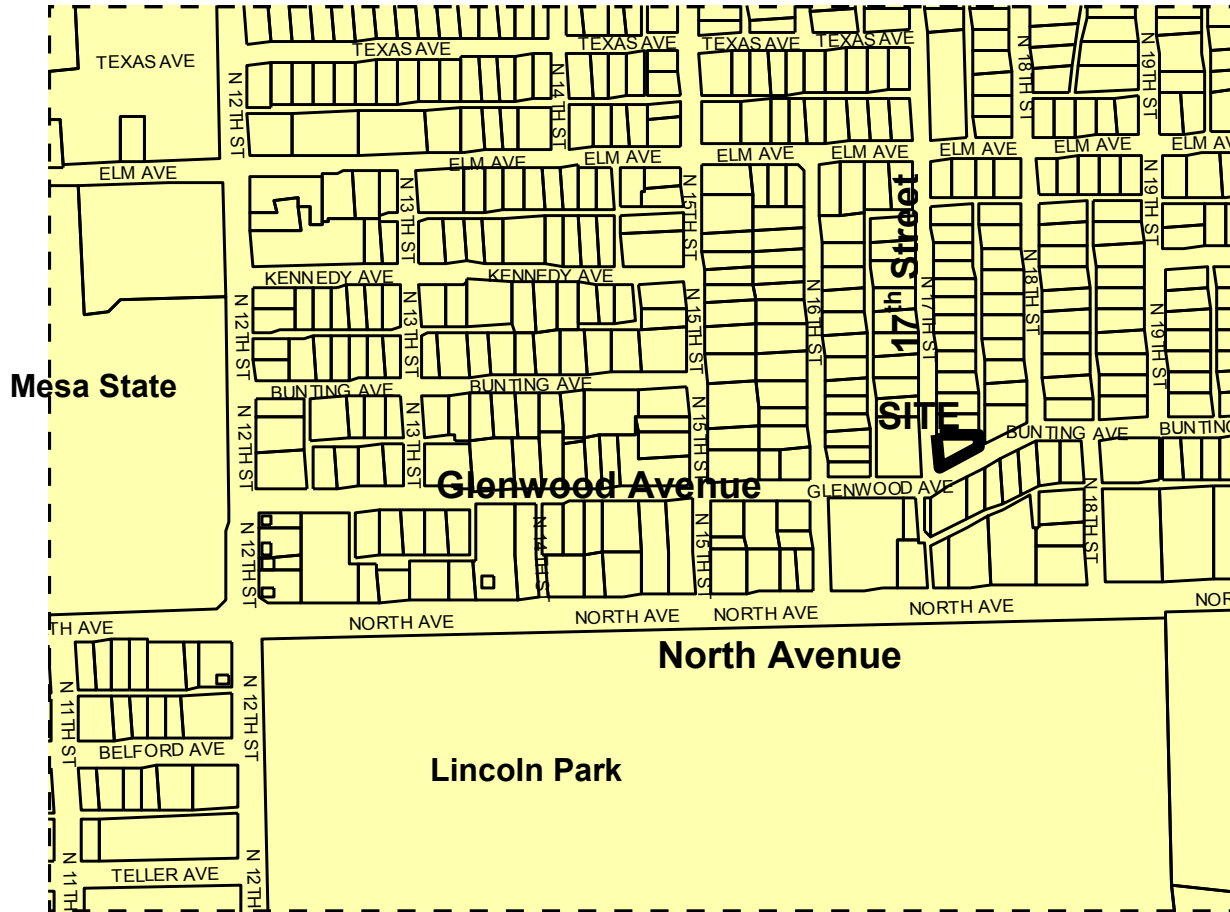 TEXAS AVE
TEXAS AVE
TEXAS AVE
TEXAS AVE
TEXAS AVE
N 12TH ST
N 14TH ST
N 18TH ST
N 19TH ST
ELM AVE
ELM AVE
ELM AVE
ELM AVE
ELM AVE
ELM AVE
ELM AV
N 13TH ST
N 15TH ST
17th Street
N 19TH ST
KENNEDY AVE
KENNEDY AVE
N 12TH ST
N 13TH ST
N 15TH ST
N 16TH ST
N 17TH ST
N 18TH ST
N 19TH ST
Mesa State
BUNTING AVE
BUNTING AVE
SITE
BUNTING AVE
BUNTING
N 12TH ST
N 13TH ST
N 15TH ST
Glenwood Avenue
GLENWOOD AVE
N 12TH ST
N 14TH S
N 15TH ST
N 18TH ST
NORTH AVE
NORTH AVE
NORTH AVE
NORTH AVE
NOR
TH AVE
North Avenue
N 11TH ST
N 12TH ST
BELFORD AVE
Lincoln Park
N 11TH
N 12TH
TELLER AVE